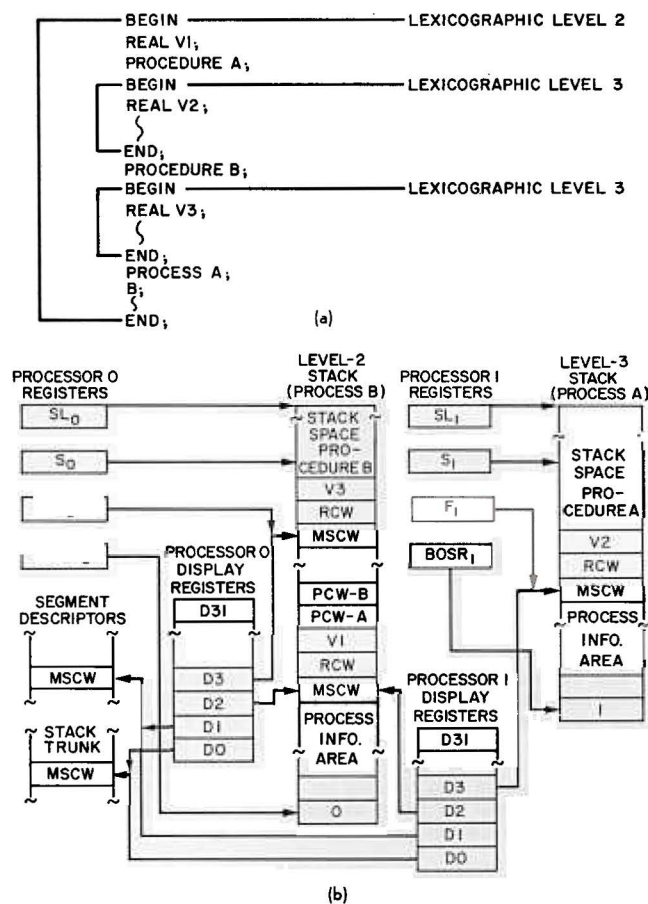 BEGIN LEXICOGRAPHIC LEVEL 2
REAL V1;
PROCEDURE A;
BEGIN LEXICOGRAPHIC LEVEL 3
REAL V2;
END;
PROCEDURE B;
BEGIN LEXICOGRAPHIC LEVEL 3
REAL V3;
END;
PROCESS A;
B;
END;
(a)
PROCESSOR 0
REGISTERS
SL0
S0
LEVEL-2
STACK
(PROCESS B)
STACK
SPACE
PRO-
CEDURE B
V3
RCW
MSCW
PCW-B
PCW-A
V1
RCW
MSCW
PROCESS
INFO.
AREA
0
PROCESSOR 1
REGISTERS
SL1
S1
F1
BOSR1
LEVEL-3
STACK
(PROCESS A)
STACK
SPACE
PRO-
CEDURE A
V2
RCW
MSCW
PROCESS
INFO.
AREA
1
SEGMENT
DESCRIPTORS
MSCW
STACK
TRUNK
MSCW
PROCESSOR 0
DISPLAY
REGISTERS
D31
D3
D2
D1
D0
PROCESSOR 1
DISPLAY
REGISTERS
D31
D3
D2
D1
D0
(b)